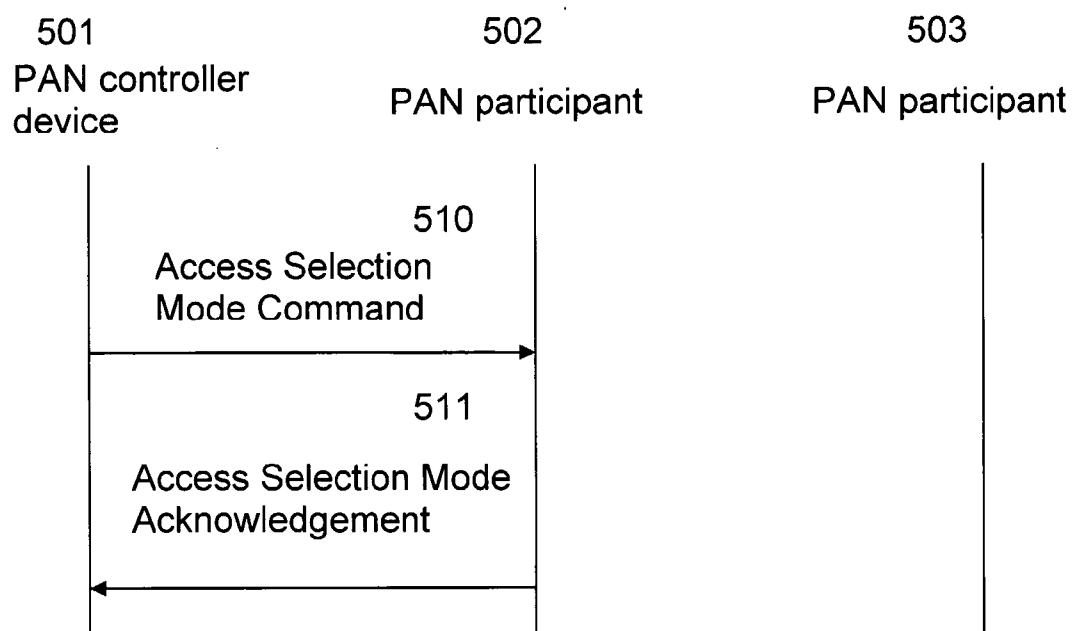 501
502
503
PAN controller
device
PAN participant
PAN participant
510
Access Selection
Mode Command
511
Access Selection Mode
Acknowledgement